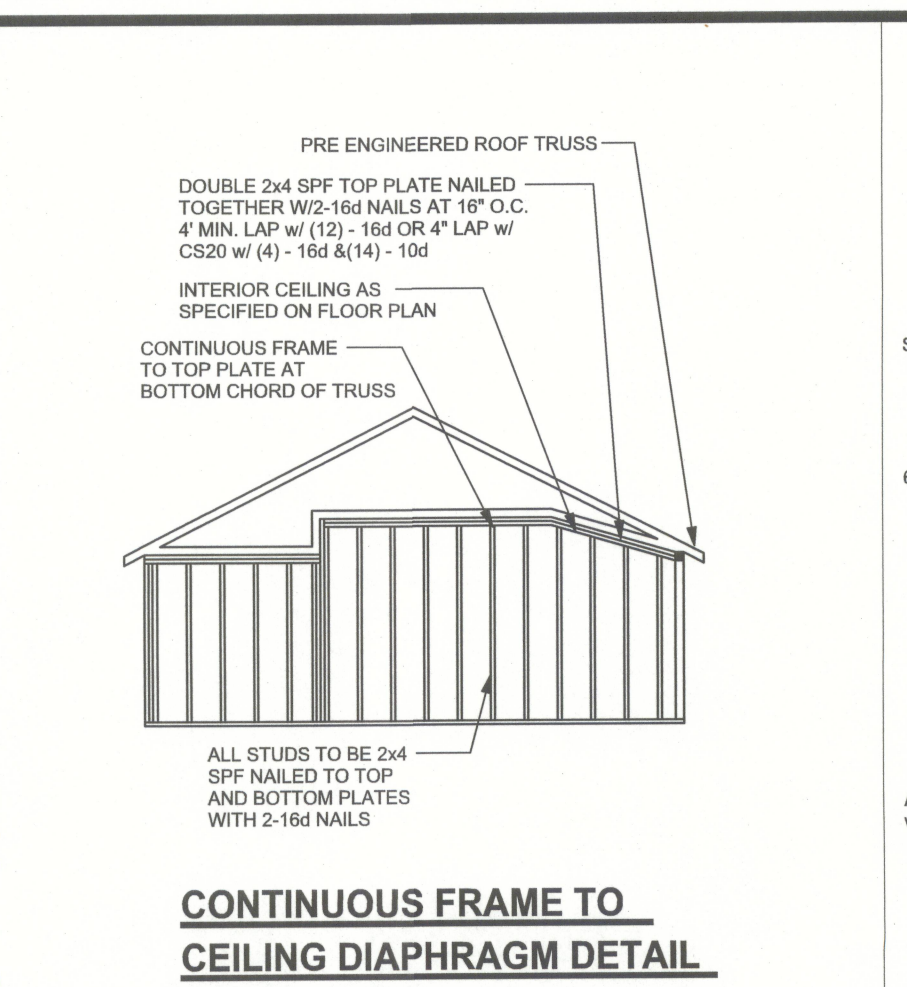 PRE ENGINEERED ROOF TRUSS
DOUBLE 2x4 SPF TOP PLATE NAILED
TOGETHER W/2-16d NAILS AT 16" O.C.
4' MIN. LAP w/ (12) - 16d OR 4" LAP w/
CS20 w/ (4) - 16d &(14) - 10d
INTERIOR CEILING AS
SPECIFIED ON FLOOR PLAN
CONTINUOUS FRAME
TO TOP PLATE AT
BOTTOM CHORD OF TRUSS
ALL STUDS TO BE 2x4
SPF NAILED TO TOP
AND BOTTOM PLATES
WITH 2-16d NAILS
CONTINUOUS FRAME TO
CEILING DIAPHRAGM DETAIL